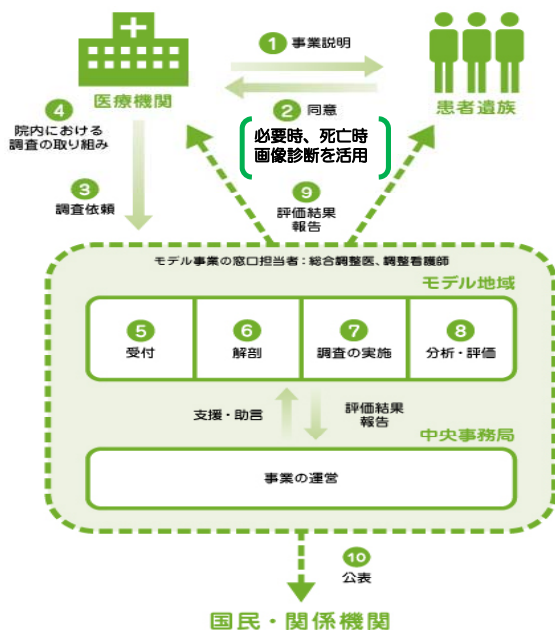 1 事業説明
医療機関
患者遺族
2 同意
必要時、死亡時
画像診断を活用
4
院内における
調査の取り組み
3
調査依頼
9
評価結果
報告
モデル事業の窓口担当者：総合調整医、調整看護師
モデル地域
5
受付
6
解剖
7
調査の実施
8
分析・評価
支援・助言
評価結果
報告
中央事務局
事業の運営
10
公表
国民・関係機関